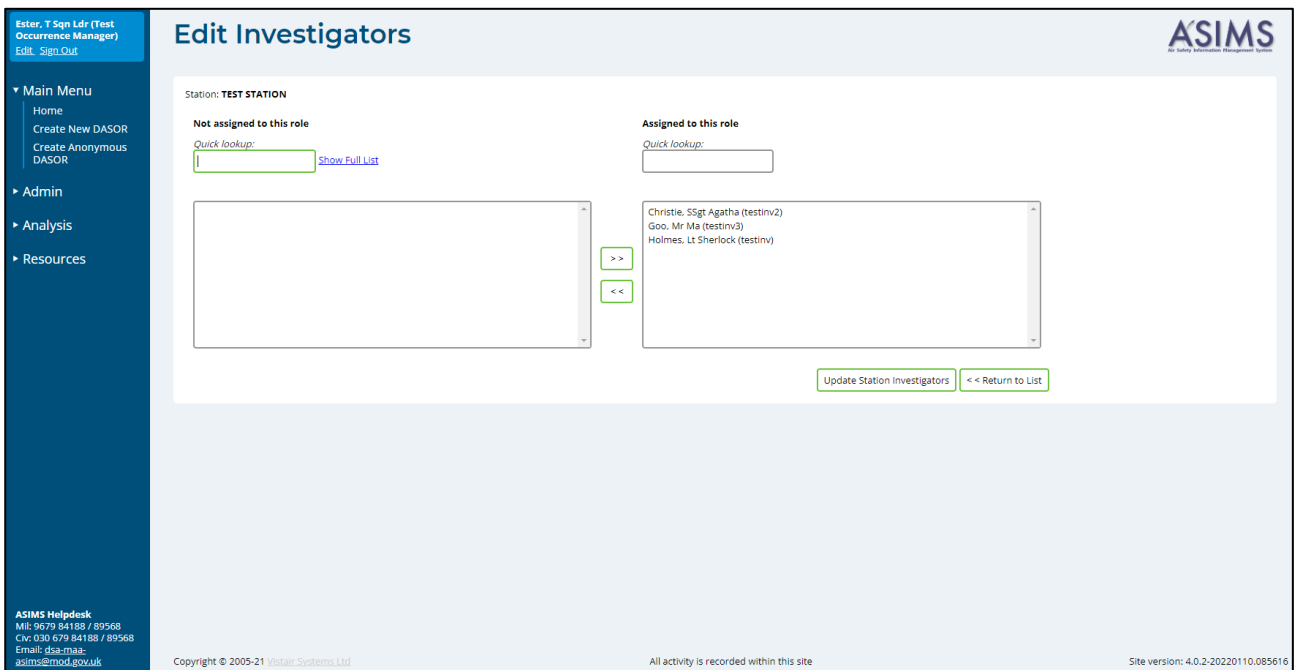 Ester, T Sqn Ldr (Test
Occurrence Manager)
Edit Sign Out
Edit Investigators
ASIMS
Air Safety Information Management System
Main Menu
Home
Create New DASOR
Create Anonymous
DASOR
Admin
Analysis
Resources
Station: TEST STATION
Not assigned to this role
Quick lookup:
Show Full List
Assigned to this role
Quick lookup:
Christie, SSgt Agatha (testinv2)
Goo, Mr Ma (testinv3)
Holmes, Lt Sherlock (testinv)
> >
< <
Update Station Investigators
< < Return to List
ASIMS Helpdesk
Mil: 9679 84188 / 89568
Civ: 030 679 84188 / 89568
Email: dsa-maa-
asims@mod.gov.uk
Copyright © 2005-21 Vistair Systems Ltd
All activity is recorded within this site
Site version: 4.0.2-20220110.085616